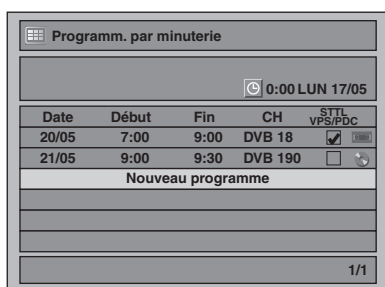 Programm. par minuterie
0:00 LUN 17/05
Date Début Fin CH STTL VPS/PDC
20/05 7:00 9:00 DVB 18
21/05 9:00 9:30 DVB 190
Nouveau programme
1/1